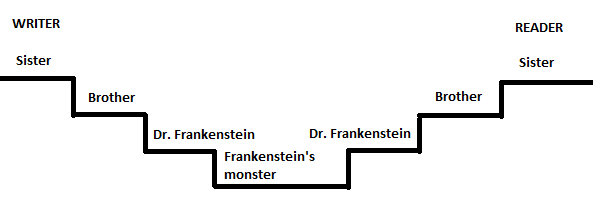 WRITER
READER
Sister
Sister
Brother
Brother
Dr. Frankenstein
Dr. Frankenstein
Frankenstein's
monster